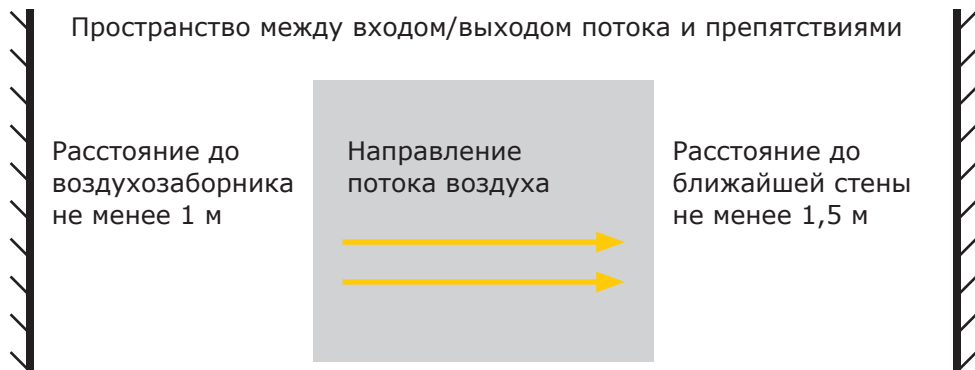 Пространство между входом/выходом потока и препятствиями
Расстояние до
воздухозаборника
не менее 1 м
Направление
потока воздуха
Расстояние до
ближайшей стены
не менее 1,5 м